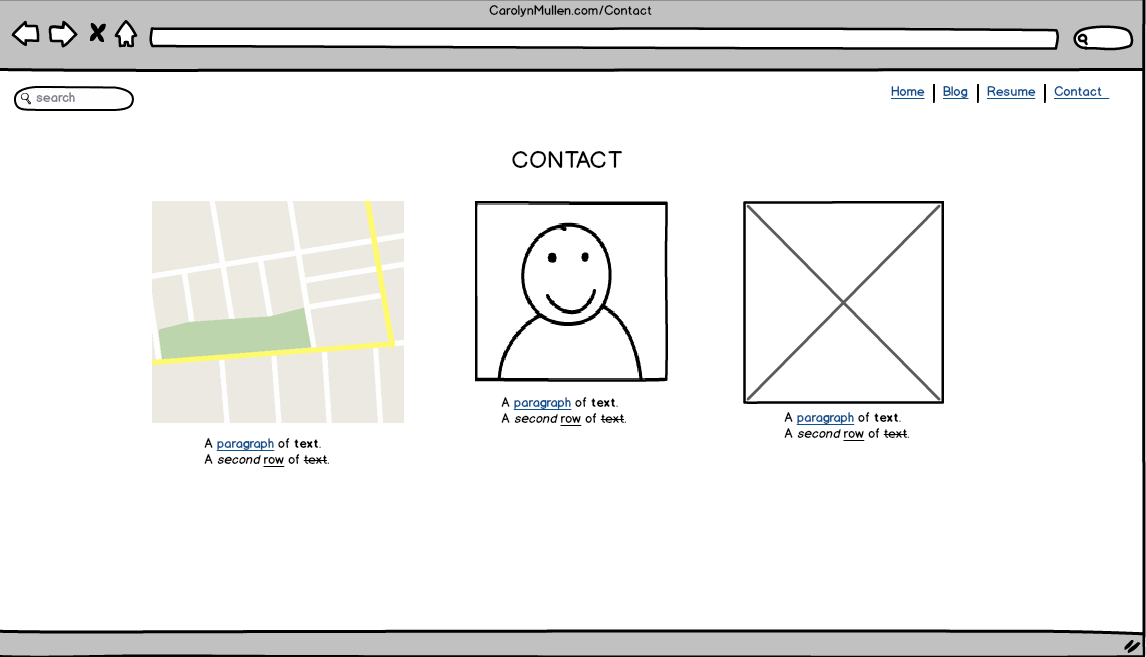 CarolynMullen.com/Contact
search
Home | Blog | Resume | Contact
CONTACT
A paragraph of text.
A second row of text.
A paragraph of text.
A second row of text.
A paragraph of text.
A second row of text.